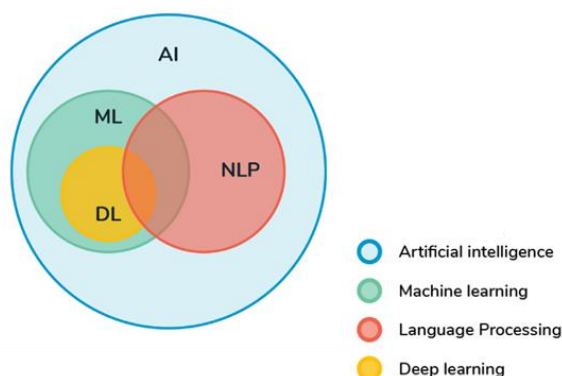 AI
ML
NLP
DL
Artificial intelligence
Machine learning
Language Processing
Deep learning